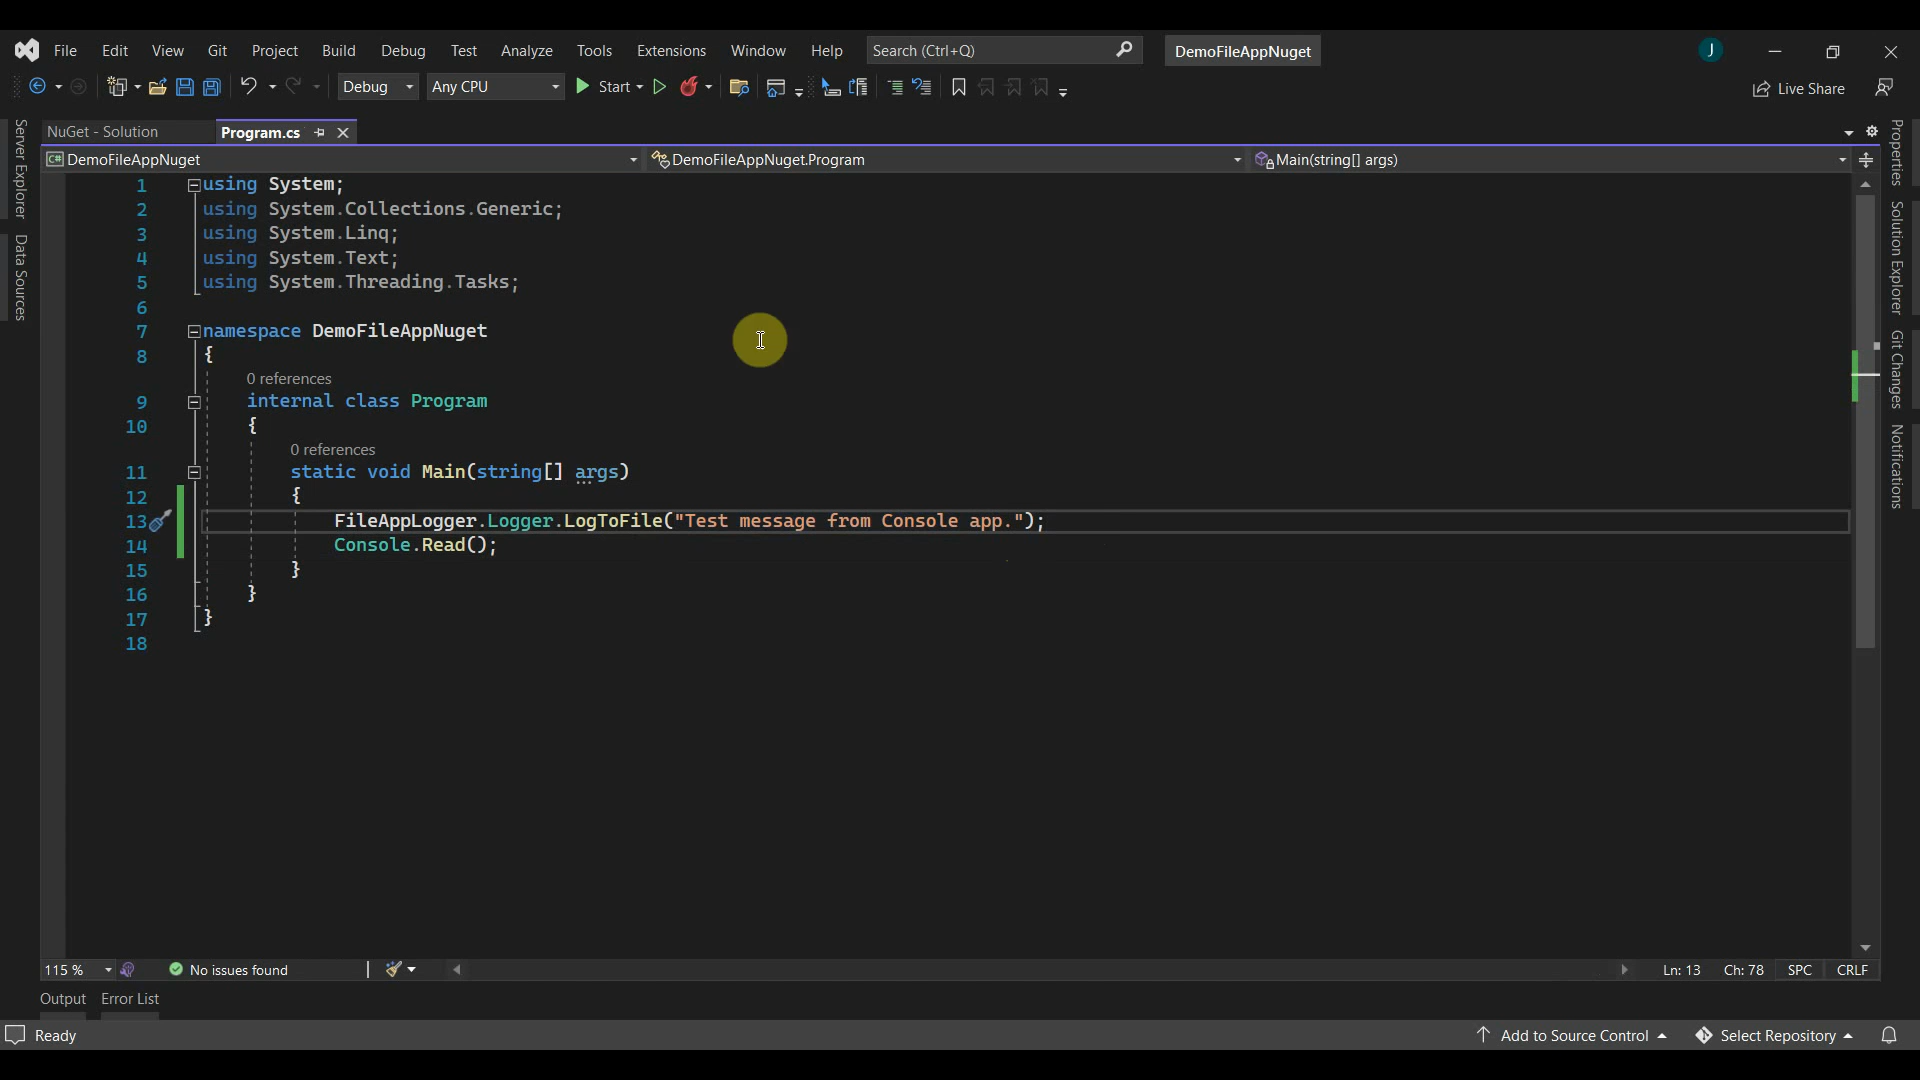 File Edit View Git Project Build Debug Test Analyze Tools Extensions Window Help Search (Ctrl+Q) DemoFileAppNuget J
Debug Any CPU Start Live Share
NuGet - Solution Program.cs
DemoFileAppNuget DemoFileAppNuget.Program Main(string[] args)
Server Explorer
Data Sources
1 using System;
2 using System.Collections.Generic;
3 using System.Linq;
4 using System.Text;
5 using System.Threading.Tasks;
6
7 namespace DemoFileAppNuget
8 {
0 references
9 internal class Program
10 {
0 references
11 static void Main(string[] args)
12 {
13 FileAppLogger.Logger.LogToFile("Test message from Console app.");
14 Console.Read();
15 }
16 }
17 }
18
Properties
Solution Explorer
Git Changes
Notifications
115 % No issues found Ln: 13 Ch: 78 SPC CRLF
Output Error List
Ready Add to Source Control Select Repository